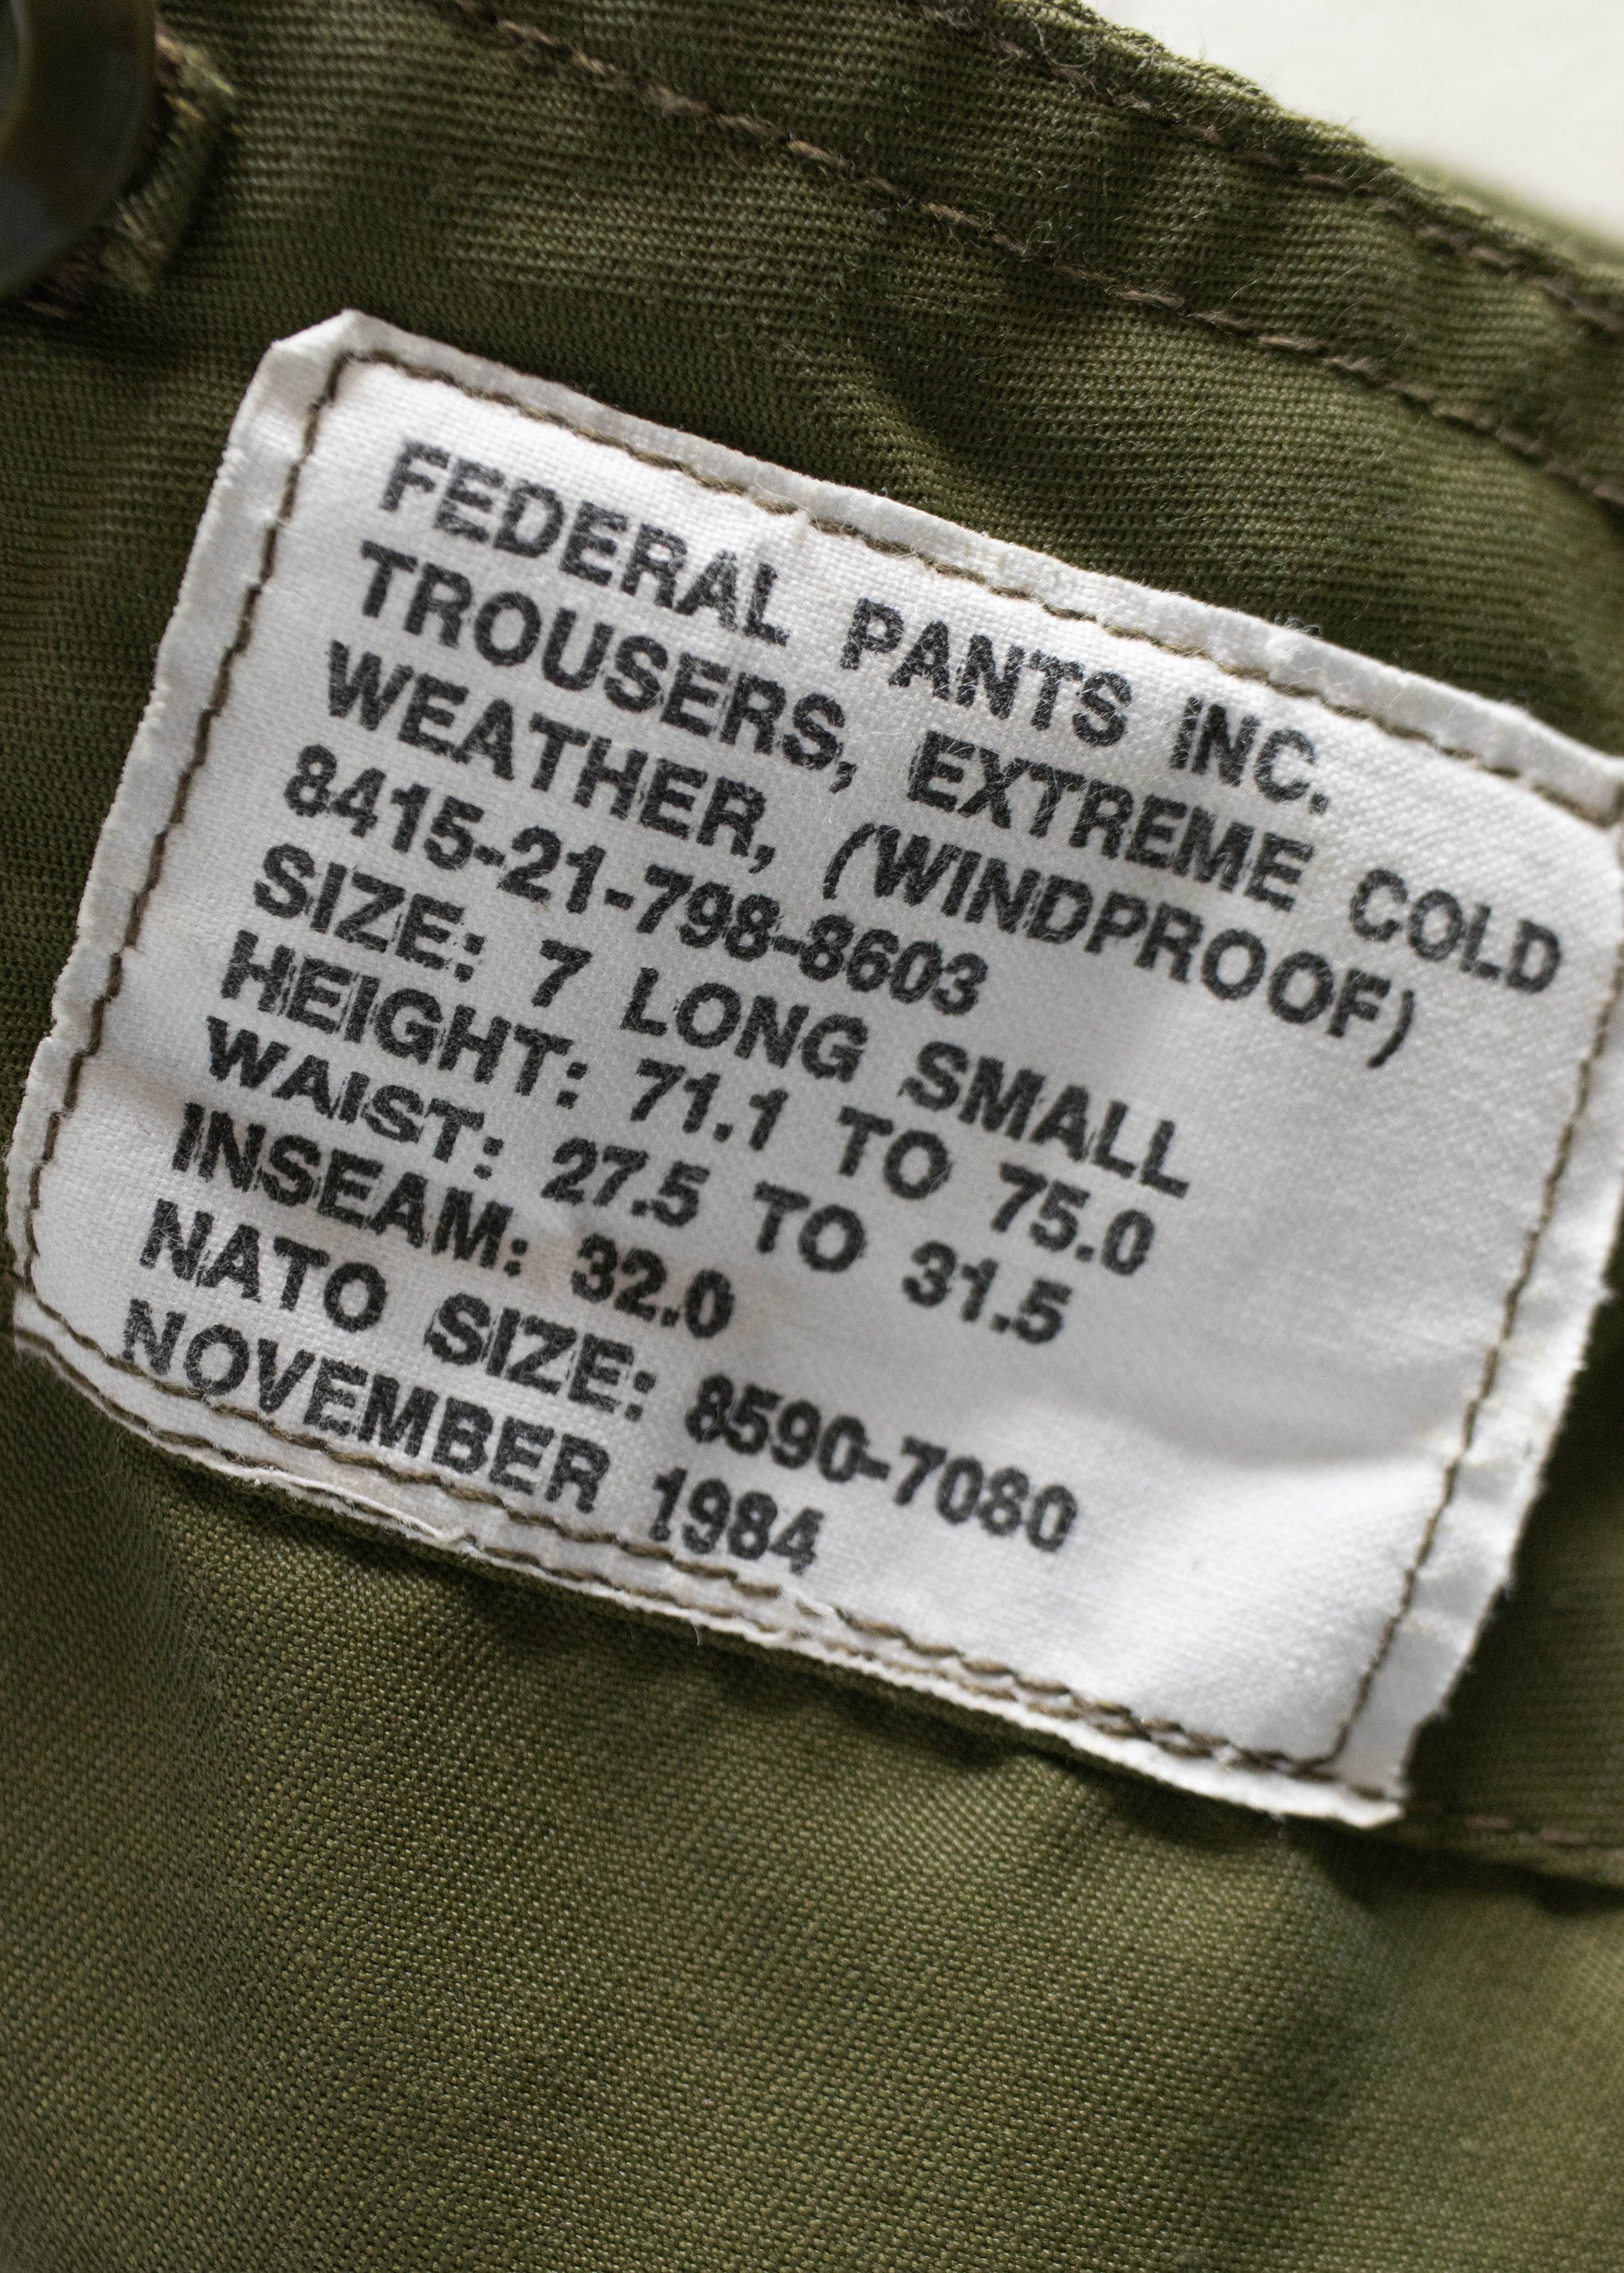 FEDERAL PANTS INC.
TROUSERS, EXTREME COLD
WEATHER, (WINDPROOF)
8415-21-798-8603
SIZE: 7 LONG SMALL
HEIGHT: 71.1 TO 75.0
WAIST: 27.5 TO 31.5
INSEAM: 32.0
NATO SIZE: 8590-7080
NOVEMBER 1984